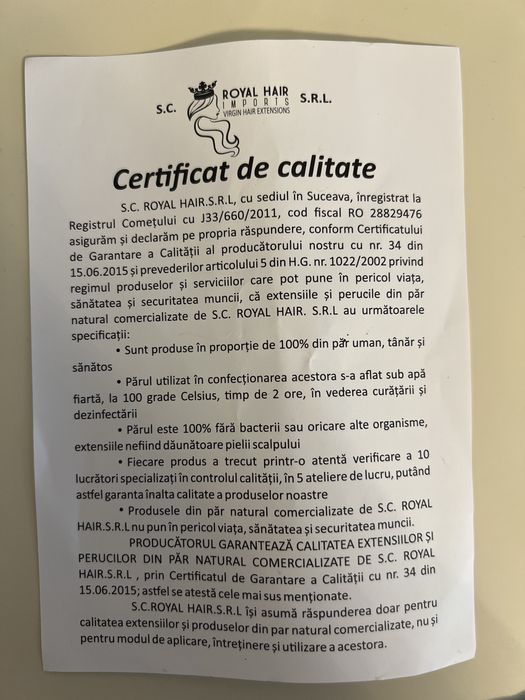 S.C. ROYAL HAIR S.R.L.
IMPORTS
VIRGIN HAIR EXTENSIONS
Certificat de calitate
S.C. ROYAL HAIR.S.R.L, cu sediul în Suceava, înregistrat la
Registrul Comețului cu J33/660/2011, cod fiscal RO 28829476
asigurăm și declarăm pe propria răspundere, conform Certificatului
de Garantare a Calității al producătorului nostru cu nr. 34 din
15.06.2015 și prevederilor articolului 5 din H.G. nr. 1022/2002 privind
regimul produselor și serviciilor care pot pune în pericol viața,
sănătatea și securitatea muncii, că extensiile și perucile din păr
natural comercializate de S.C. ROYAL HAIR. S.R.L au următoarele
specificații:
• Sunt produse în proporție de 100% din păr uman, tânăr și
sănătos
• Părul utilizat în confecționarea acestora s-a aflat sub apă
fiartă, la 100 grade Celsius, timp de 2 ore, în vederea curățării și
dezinfectării
• Părul este 100% fără bacterii sau oricare alte organisme,
extensiile nefiind dăunătoare pielii scalpului
• Fiecare produs a trecut printr-o atentă verificare a 10
lucrători specializați în controlul calității, în 5 ateliere de lucru, putând
astfel garanta înalta calitate a produselor noastre
• Produsele din păr natural comercializate de S.C. ROYAL
HAIR.S.R.L nu pun în pericol viața, sănătatea și securitatea muncii.
PRODUCĂTORUL GARANTEAZĂ CALITATEA EXTENSIILOR ȘI
PERUCILOR DIN PĂR NATURAL COMERCIALIZATE DE S.C. ROYAL
HAIR.S.R.L , prin Certificatul de Garantare a Calității cu nr. 34 din
15.06.2015; astfel se atestă cele mai sus menționate.
S.C.ROYAL HAIR.S.R.L își asumă răspunderea doar pentru
calitatea extensiilor și produselor din par natural comercializate, nu și
pentru modul de aplicare, întreținere și utilizare a acestora.